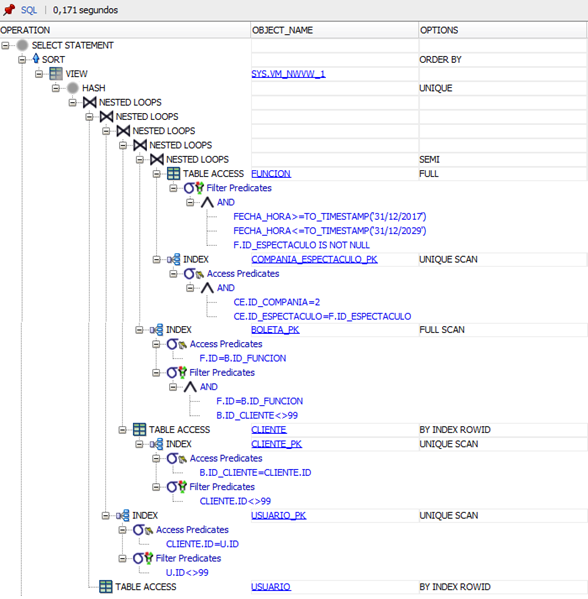 SQL | 0,171 segundos
OPERATION OBJECT_NAME OPTIONS
SELECT STATEMENT
SORT ORDER BY
VIEW SYS.VM_NWVW_1
HASH UNIQUE
NESTED LOOPS
NESTED LOOPS
NESTED LOOPS
NESTED LOOPS
NESTED LOOPS SEMI
TABLE ACCESS FUNCION FULL
Filter Predicates
AND
FECHA_HORA>=TO_TIMESTAMP('31/12/2017')
FECHA_HORA<=TO_TIMESTAMP('31/12/2029')
F.ID_ESPECTACULO IS NOT NULL
INDEX COMPANIA_ESPECTACULO_PK UNIQUE SCAN
Access Predicates
AND
CE.ID_COMPANIA=2
CE.ID_ESPECTACULO=F.ID_ESPECTACULO
INDEX BOLETA_PK FULL SCAN
Access Predicates
F.ID=B.ID_FUNCION
Filter Predicates
AND
F.ID=B.ID_FUNCION
B.ID_CLIENTE<>99
TABLE ACCESS CLIENTE BY INDEX ROWID
INDEX CLIENTE_PK UNIQUE SCAN
Access Predicates
B.ID_CLIENTE=CLIENTE.ID
Filter Predicates
CLIENTE.ID<>99
INDEX USUARIO_PK UNIQUE SCAN
Access Predicates
CLIENTE.ID=U.ID
Filter Predicates
U.ID<>99
TABLE ACCESS USUARIO BY INDEX ROWID